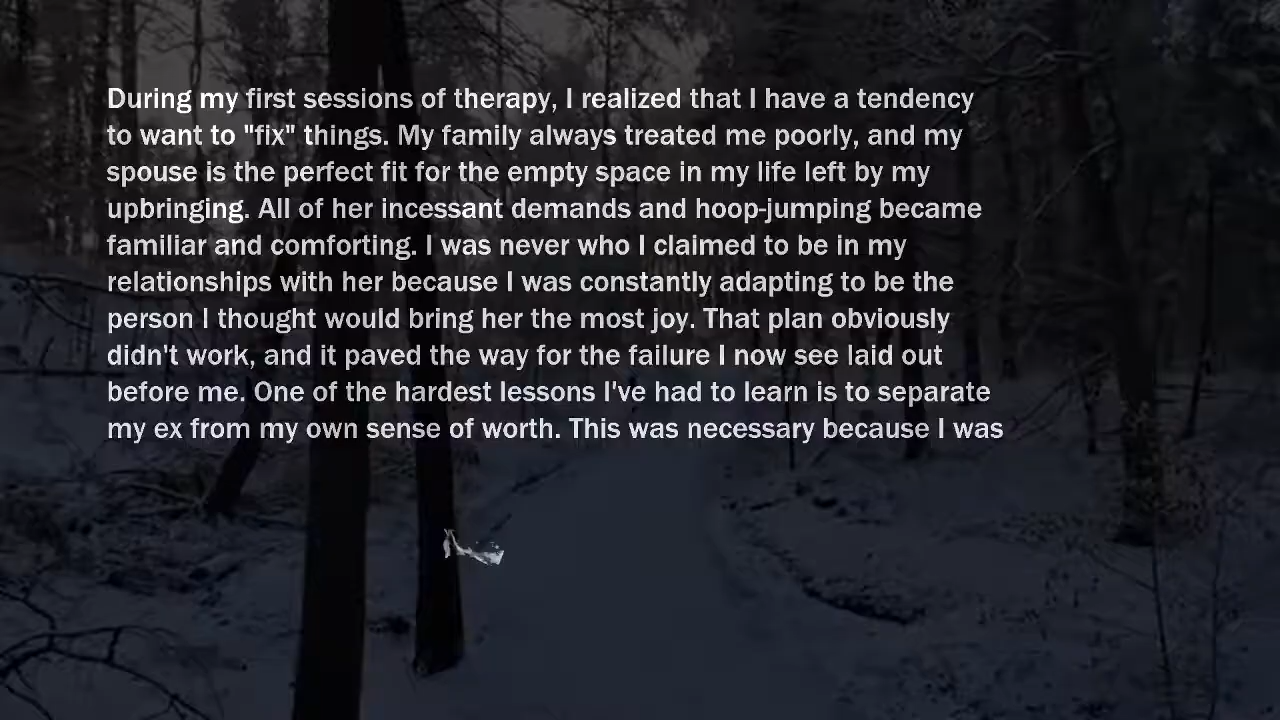 During my first sessions of therapy, I realized that I have a tendency
to want to "fix" things. My family always treated me poorly, and my
spouse is the perfect fit for the empty space in my life left by my
upbringing. All of her incessant demands and hoop-jumping became
familiar and comforting. I was never who I claimed to be in my
relationships with her because I was constantly adapting to be the
person I thought would bring her the most joy. That plan obviously
didn't work, and it paved the way for the failure I now see laid out
before me. One of the hardest lessons I've had to learn is to separate
my ex from my own sense of worth. This was necessary because I was